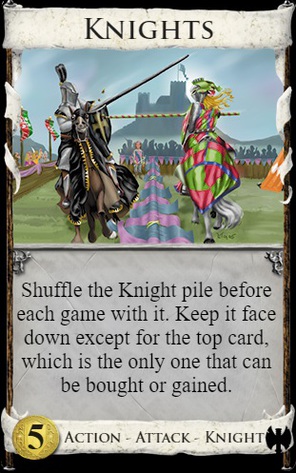 Knights
Shuffle the Knight pile before
each game with it. Keep it face
down except for the top card,
which is the only one that can
be bought or gained.
5 Action - Attack - Knight